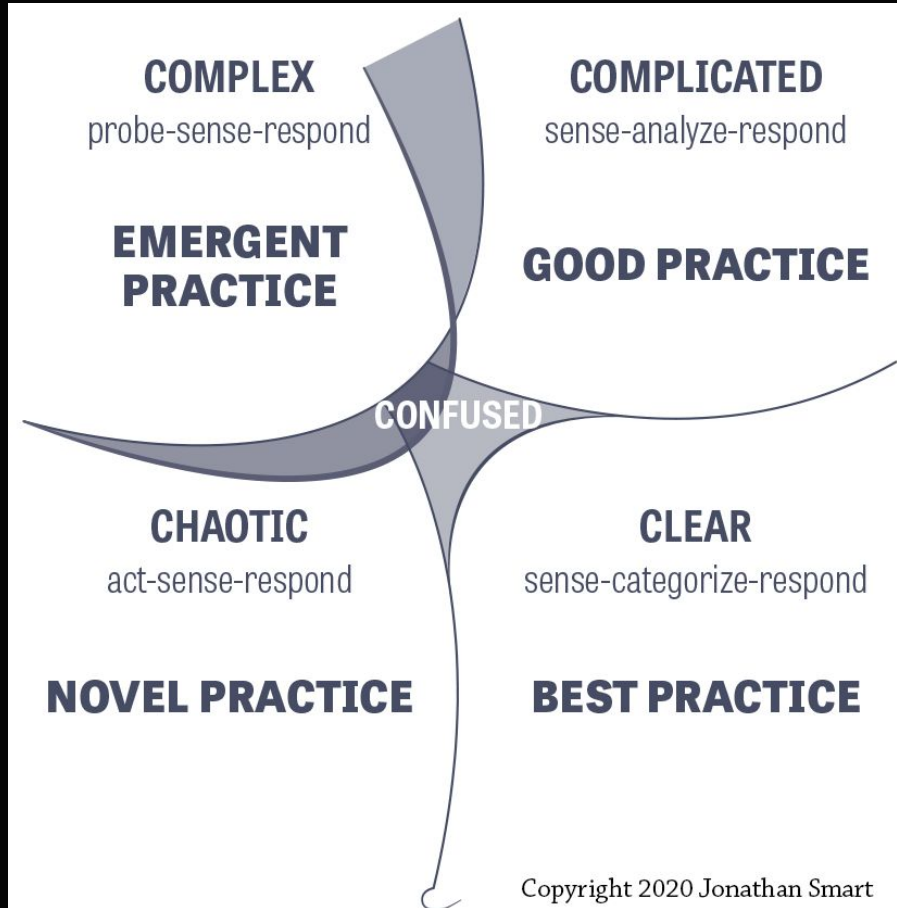 COMPLEX
probe-sense-respond
EMERGENT
PRACTICE
COMPLICATED
sense-analyze-respond
GOOD PRACTICE
CONFUSED
CHAOTIC
act-sense-respond
NOVEL PRACTICE
CLEAR
sense-categorize-respond
BEST PRACTICE
Copyright 2020 Jonathan Smart